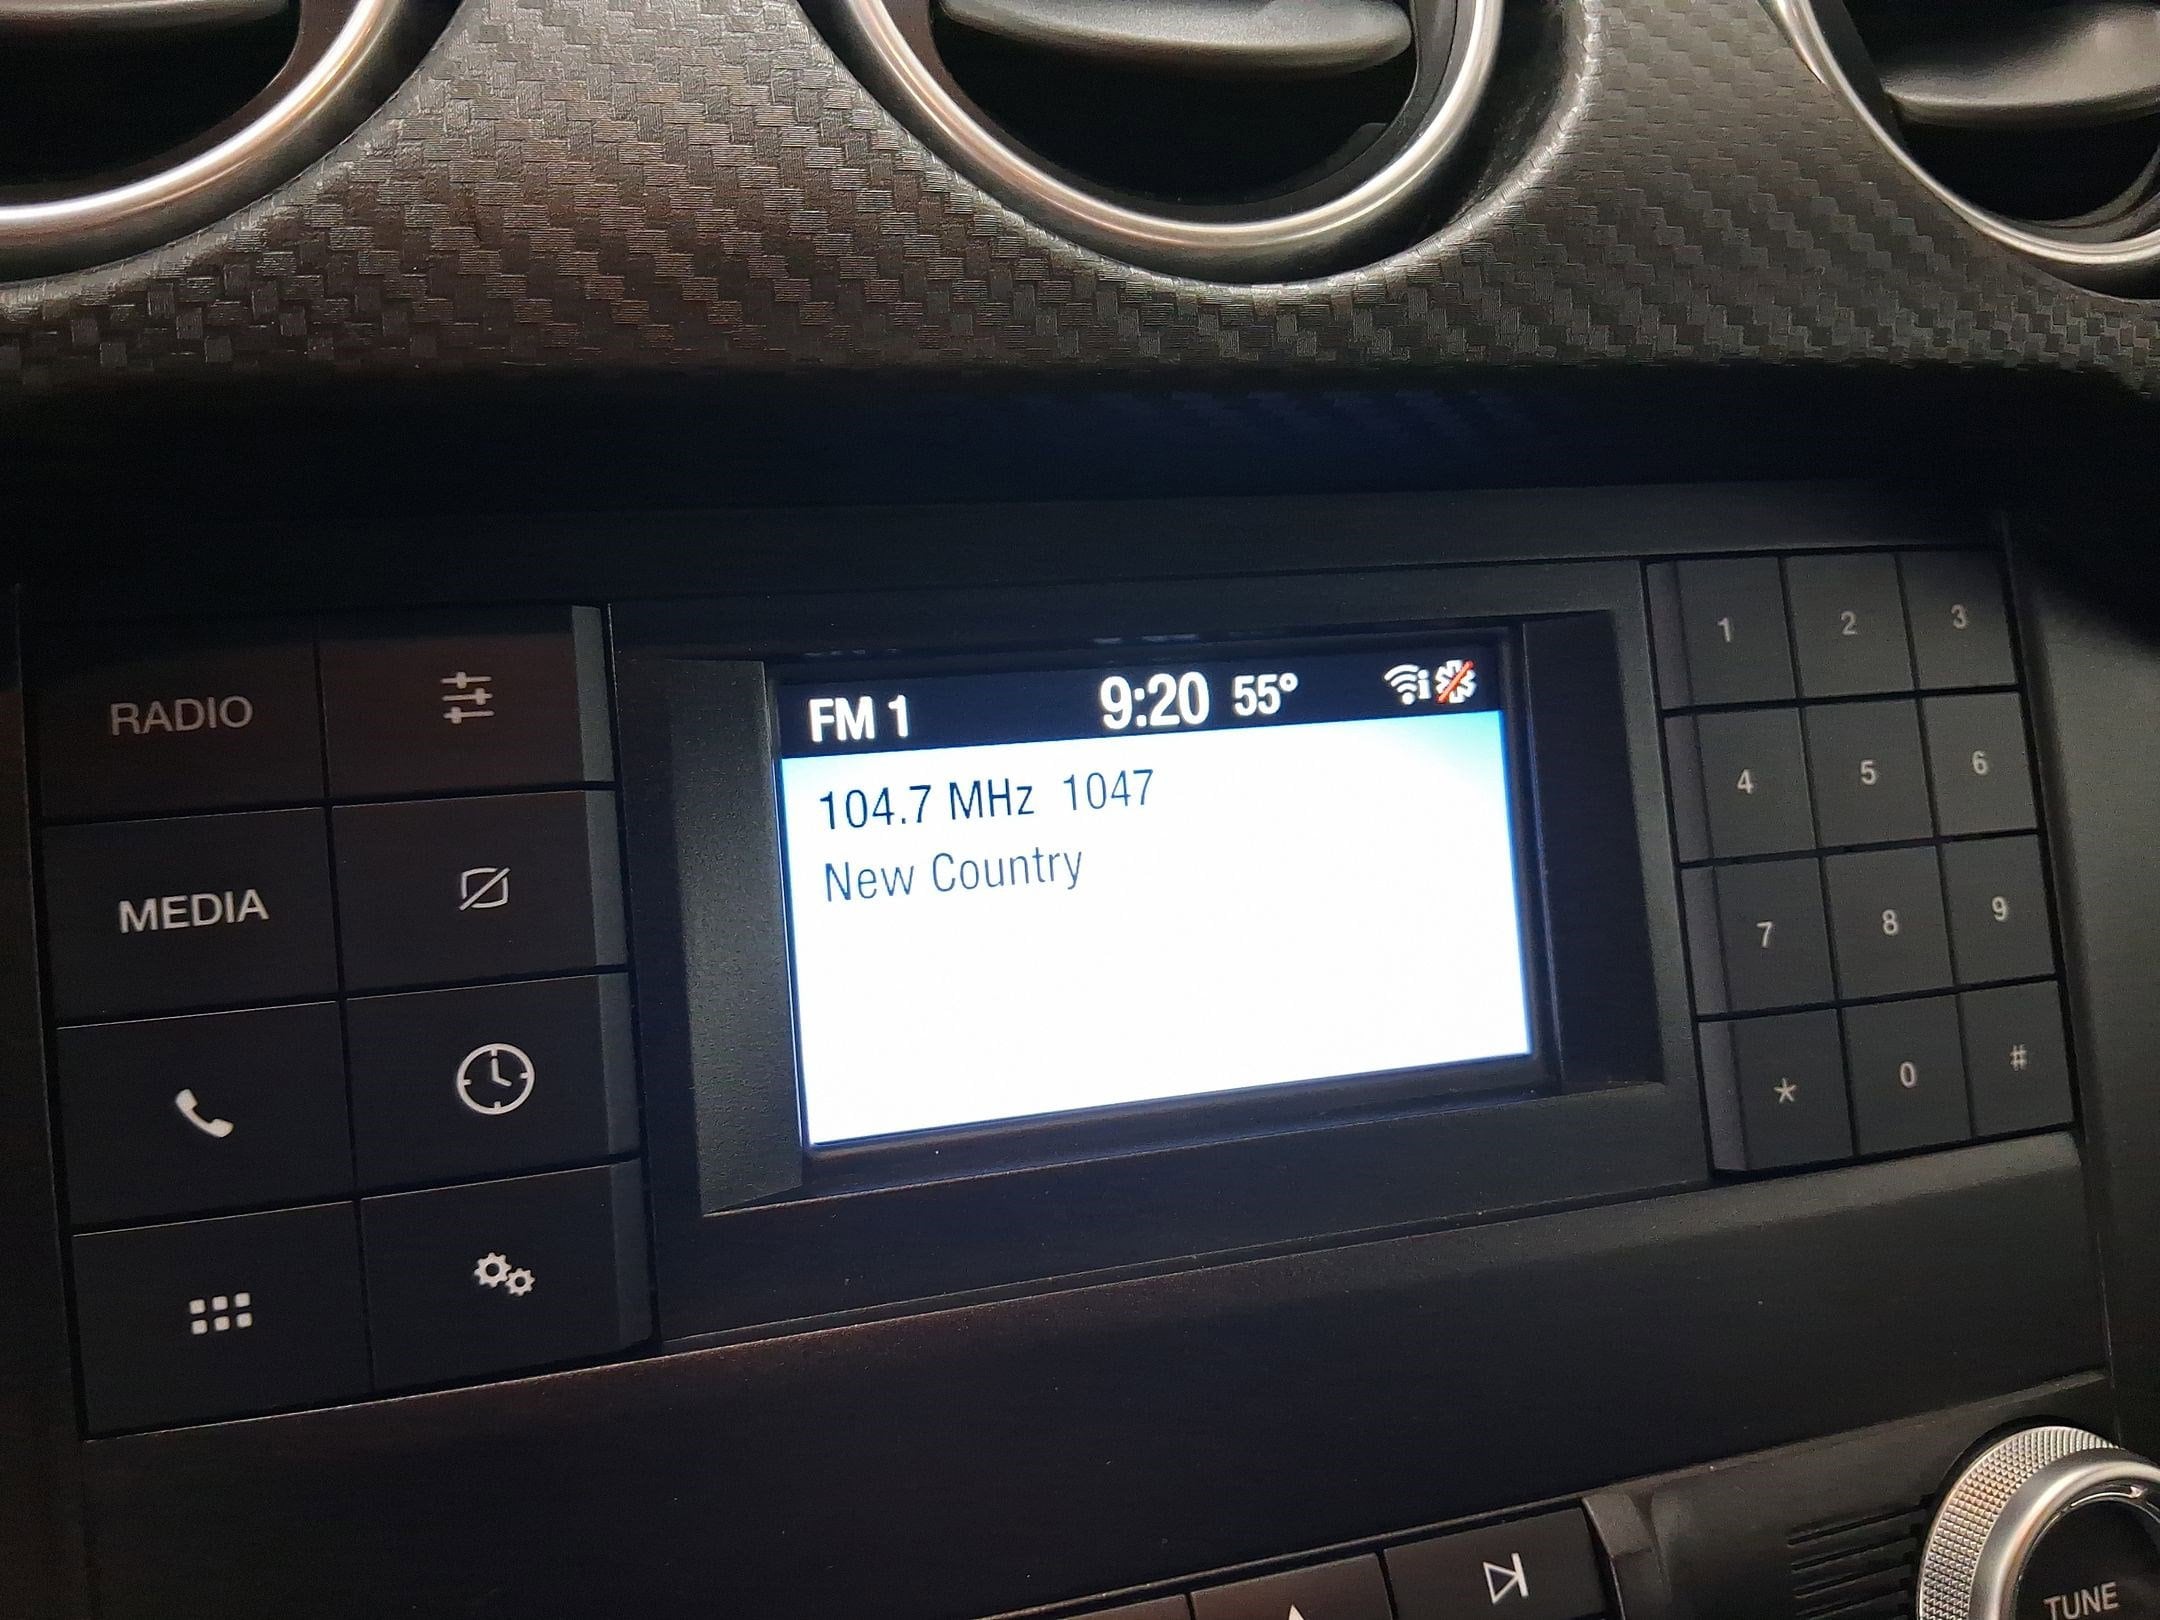 FM 1 9:20 55°
104.7 MHz 1047
New Country
RADIO
MEDIA
1 2 3
4 5 6
7 8 9
* 0 #
TUNE